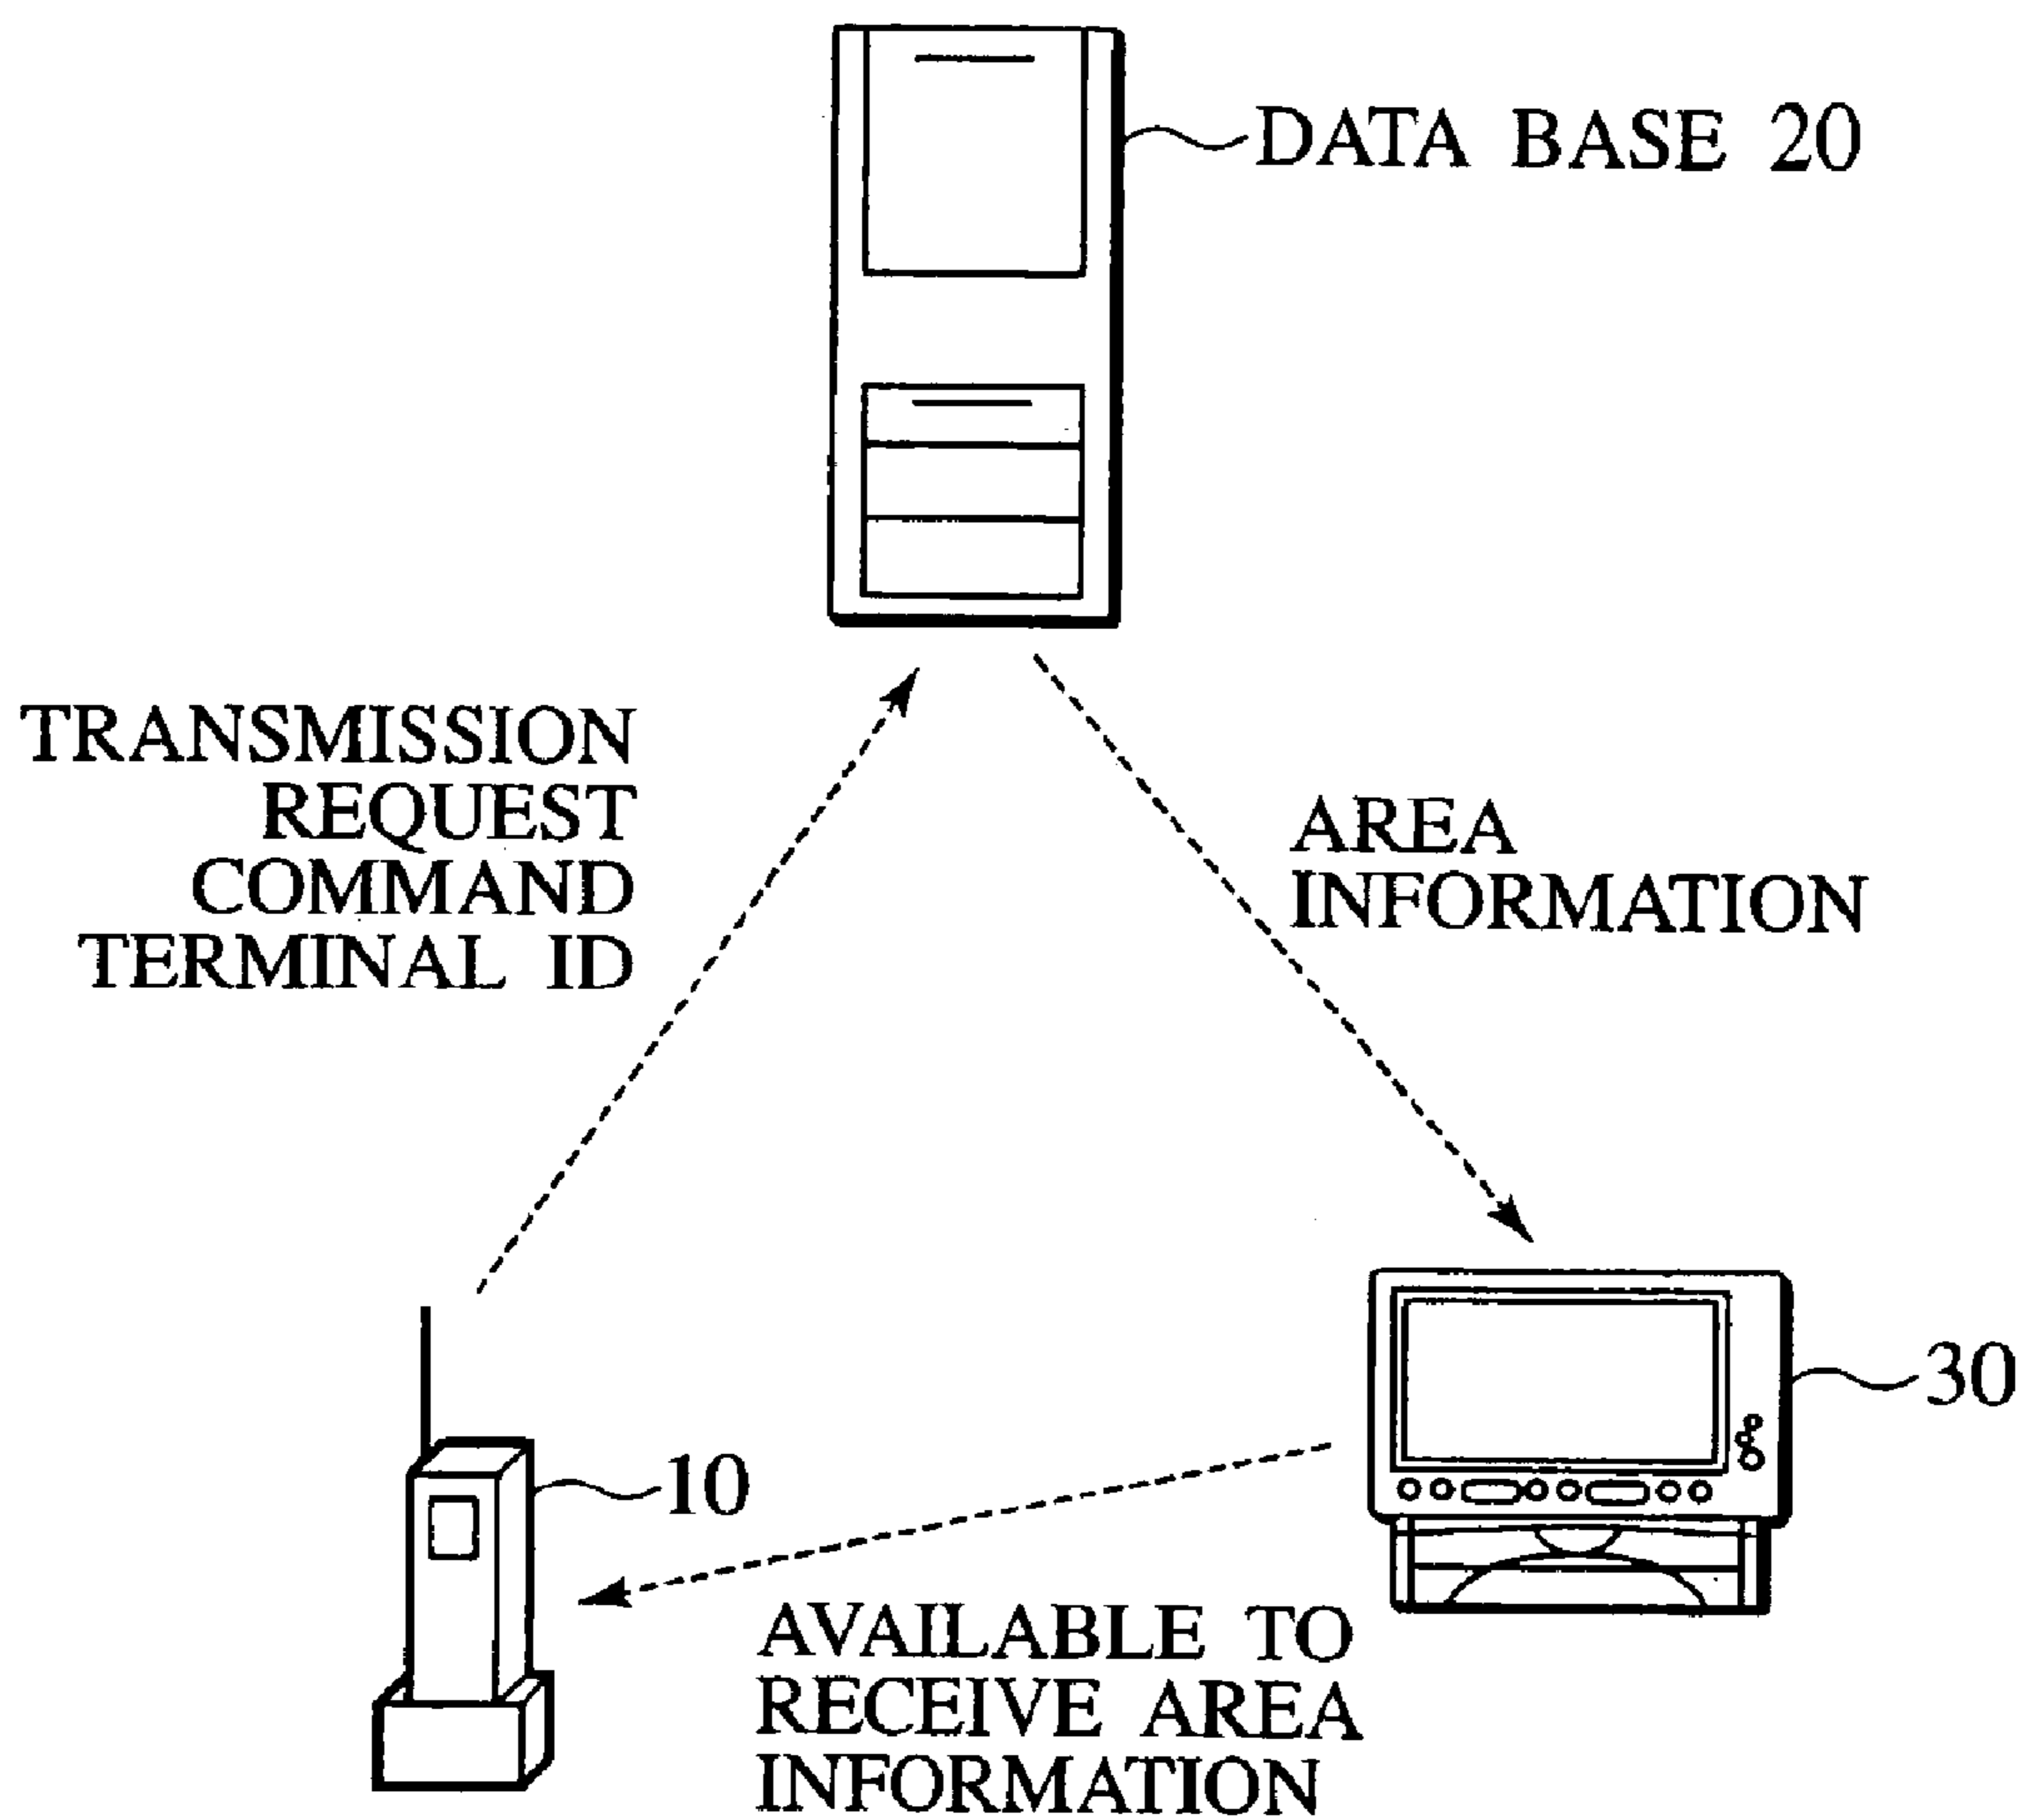 DATA BASE 20
TRANSMISSION
REQUEST
COMMAND
TERMINAL ID
AREA
INFORMATION
30
10
AVAILABLE TO
RECEIVE AREA
INFORMATION